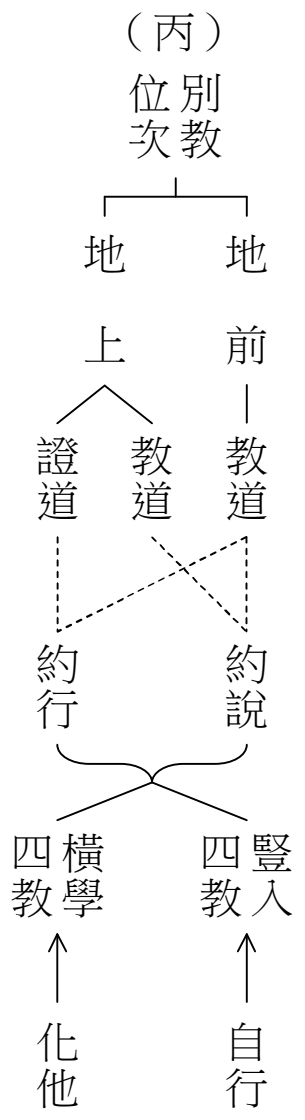 （丙）
別教
位次
地前
地上
教道
教道
證道
約說
約行
豎入
四教
橫學
四教
自行
化他